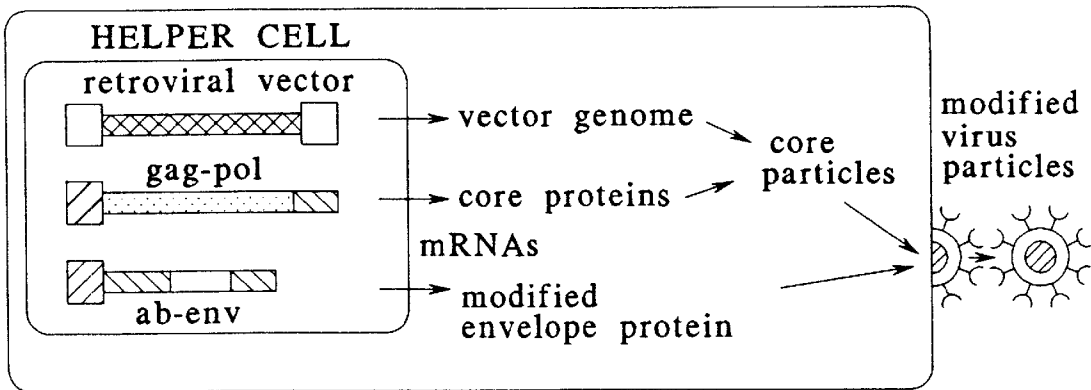 HELPER CELL
retroviral vector
vector genome
gag-pol
core proteins
mRNAs
ab-env
modified
envelope protein
core
particles
modified
virus
particles